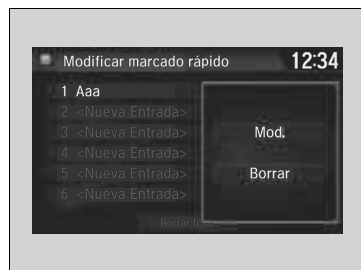 Modificar marcado rápido 12:34
1 Aaa
2 <Nueva Entrada>
3 <Nueva Entrada>
4 <Nueva Entrada>
5 <Nueva Entrada>
6 <Nueva Entrada>
Mod.
Borrar
Borrar